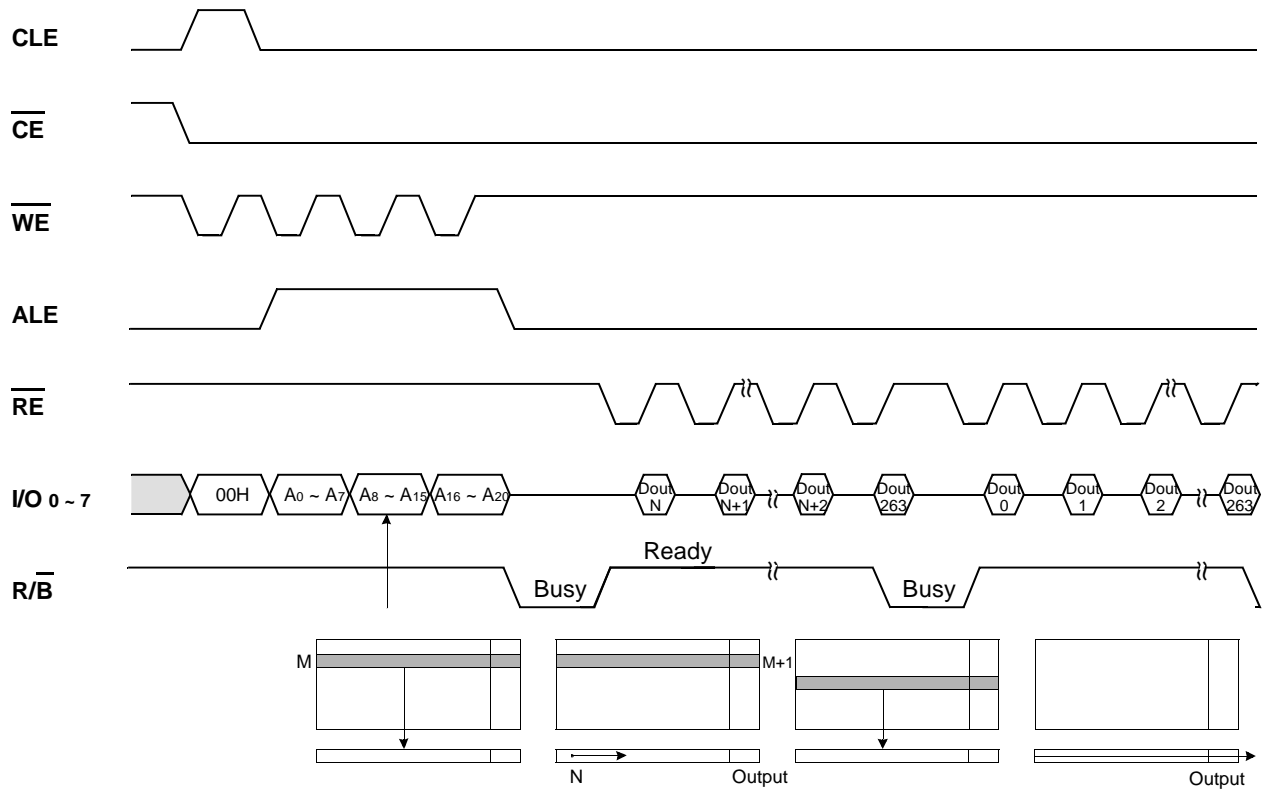 CLE
CE
WE
ALE
RE
I/O 0 ~ 7
00H
A0 ~ A7
A8 ~ A15
A16 ~ A20
Dout
N
Dout
N+1
Dout
N+2
Dout
263
Dout
0
Dout
1
Dout
2
Dout
263
R/B
Busy
Ready
Busy
M
M+1
N
Output
Output